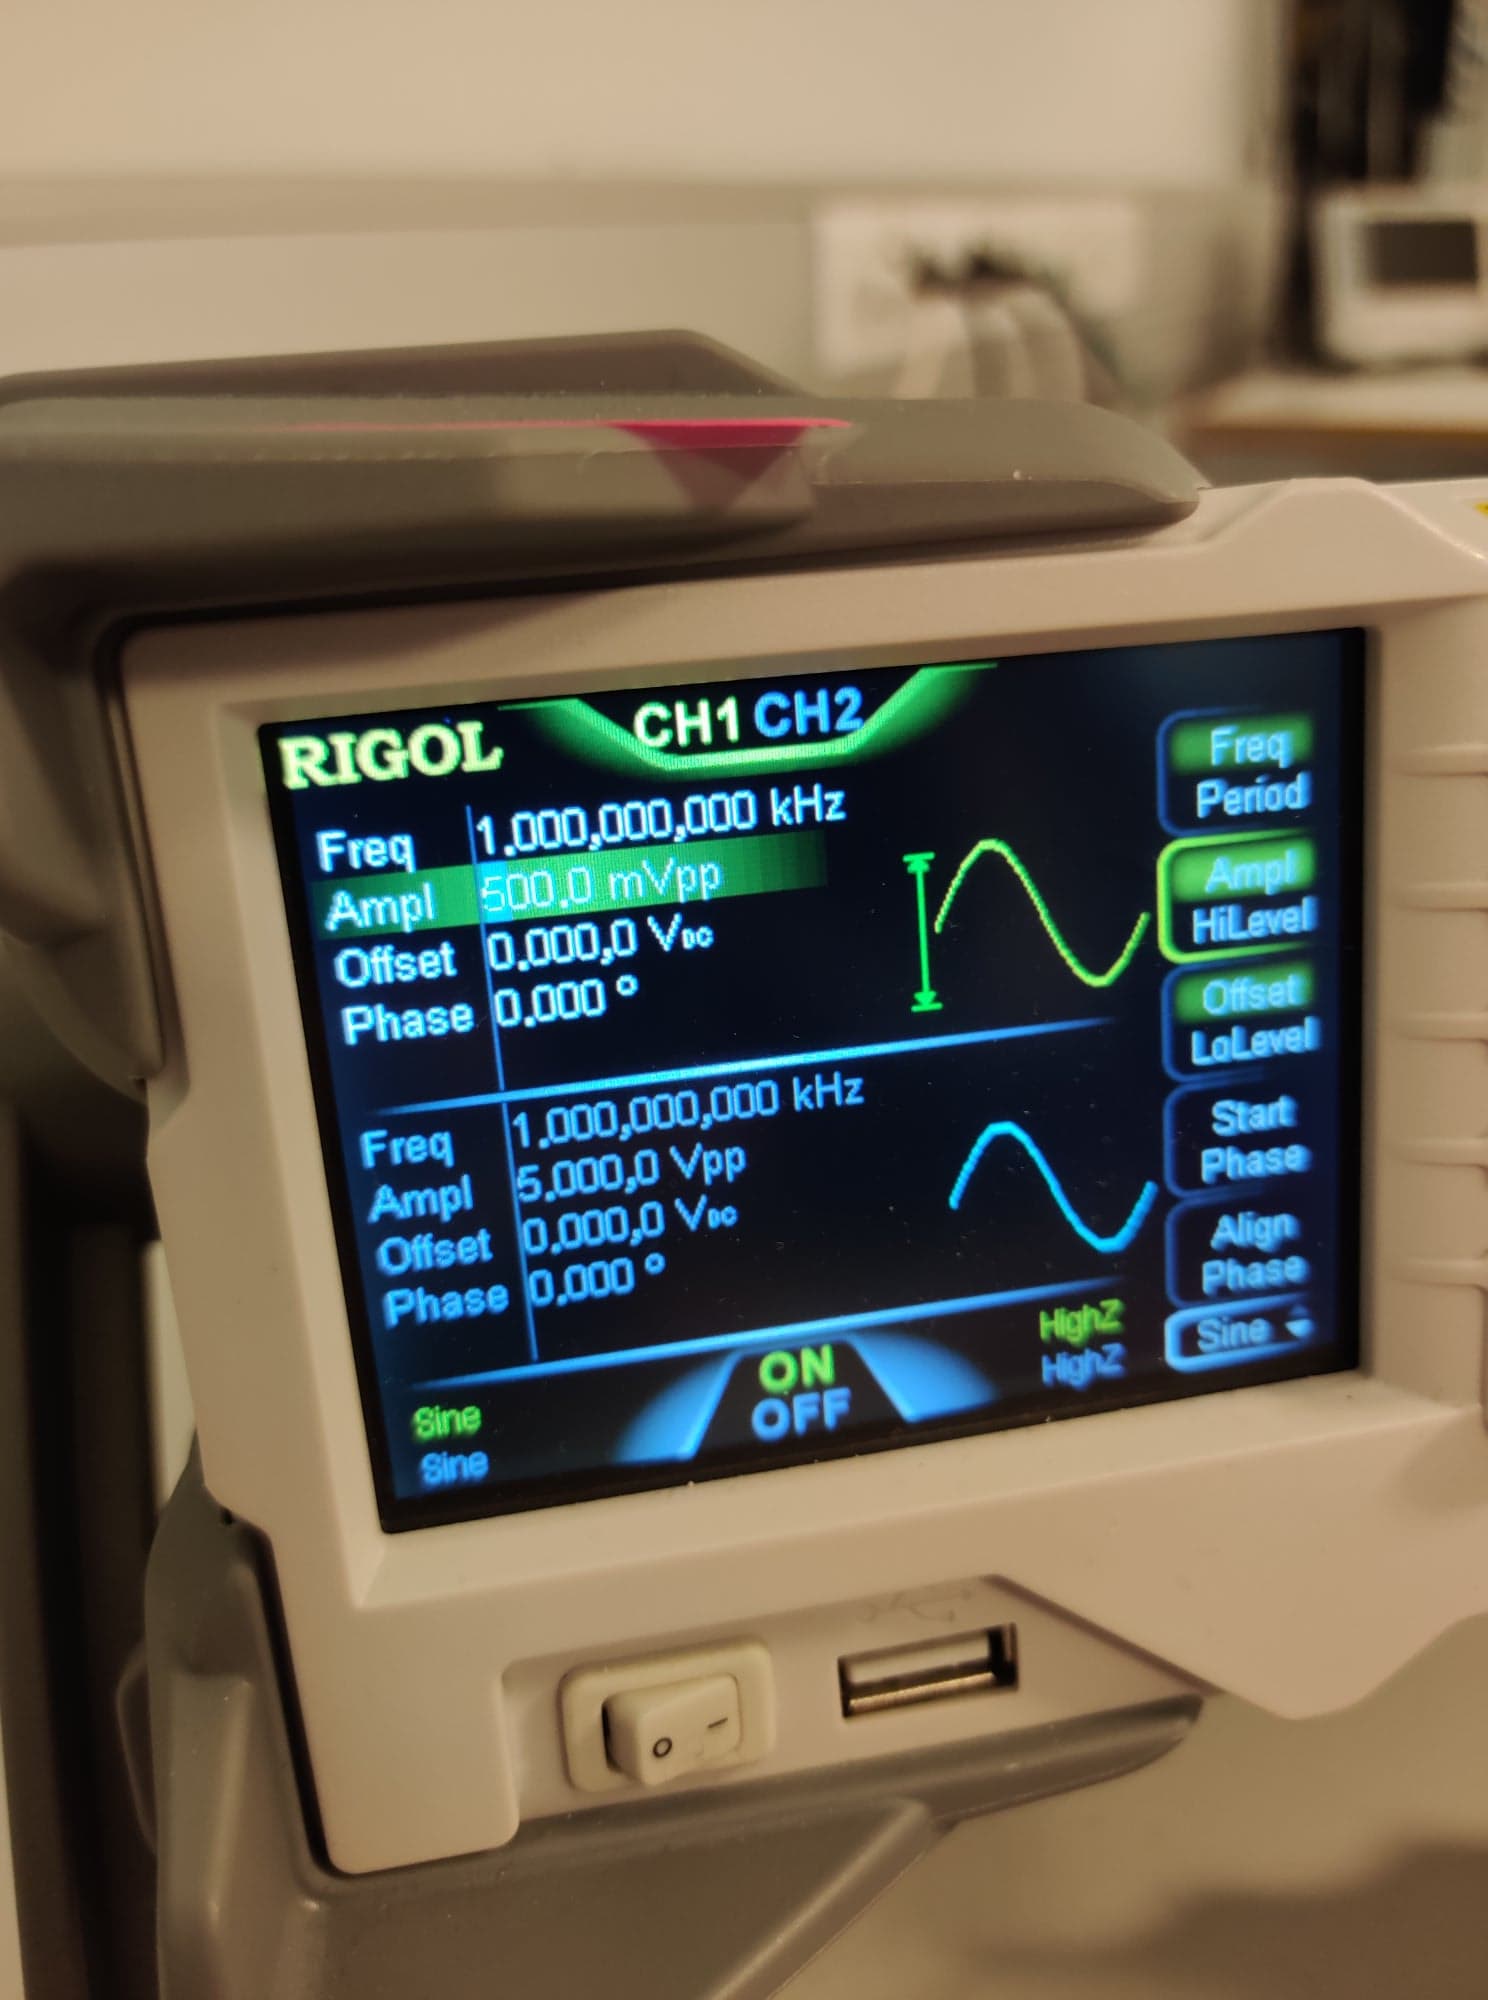 RIGOL
CH1 CH2
Freq 1.000,000,000 kHz
Ampl 500.0 mVpp
Offset 0.000,0 VDC
Phase 0.000 °
Freq 1.000,000,000 kHz
Ampl 5.000,0 Vpp
Offset 0.000,0 VDC
Phase 0.000 °
Sine
Sine
ON
OFF
HighZ
HighZ
Freq
Period
Ampl
HiLevel
Offset
LoLevel
Start
Phase
Align
Phase
Sine